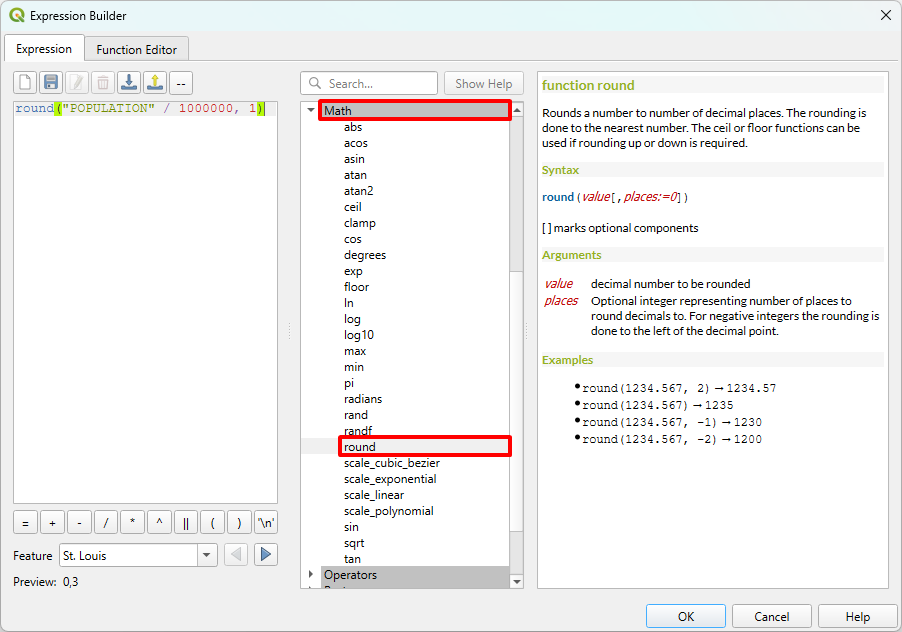 Expression Builder
Expression
Function Editor
--
round("POPULATION" / 1000000, 1)
=
+
-
/
*
^
||
(
)
'\n'
Feature
St. Louis
Preview: 0,3
Search...
Show Help
Math
abs
acos
asin
atan
atan2
ceil
clamp
cos
degrees
exp
floor
ln
log
log10
max
min
pi
radians
rand
randf
round
scale_cubic_bezier
scale_exponential
scale_linear
scale_polynomial
sin
sqrt
tan
Operators
function round
Rounds a number to number of decimal places. The rounding is
done to the nearest number. The ceil or floor functions can be
used if rounding up or down is required.
Syntax
round(value[,places:=0])
[ ] marks optional components
Arguments
value decimal number to be rounded
places Optional integer representing number of places to
round decimals to. For negative integers the rounding is
done to the left of the decimal point.
Examples
• round(1234.567, 2) → 1234.57
• round(1234.567) → 1235
• round(1234.567, -1) → 1230
• round(1234.567, -2) → 1200
OK
Cancel
Help